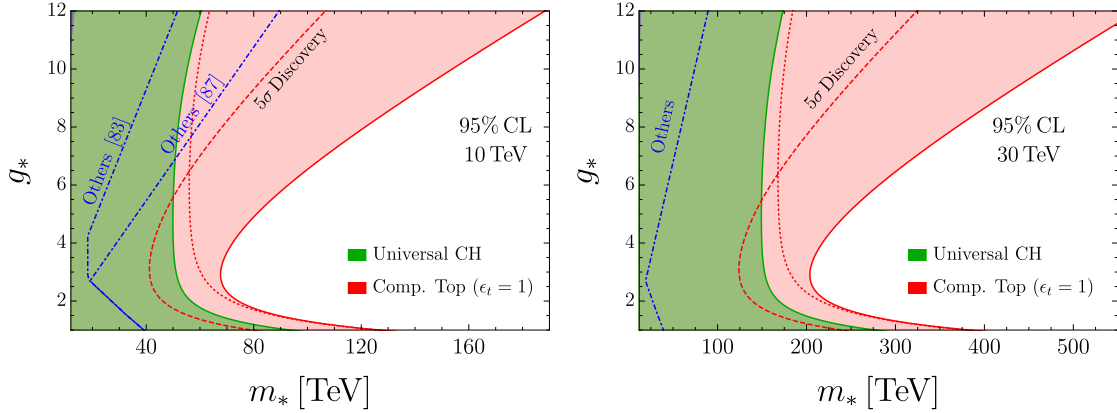 12
10
8
6
4
2
g*
40
80
120
160
m* [TeV]
Others [83]
Others [87]
5σ Discovery
95% CL
10 TeV
Universal CH
Comp. Top (ϵt = 1)
12
10
8
6
4
2
g*
100
200
300
400
500
m* [TeV]
Others
5σ Discovery
95% CL
30 TeV
Universal CH
Comp. Top (ϵt = 1)